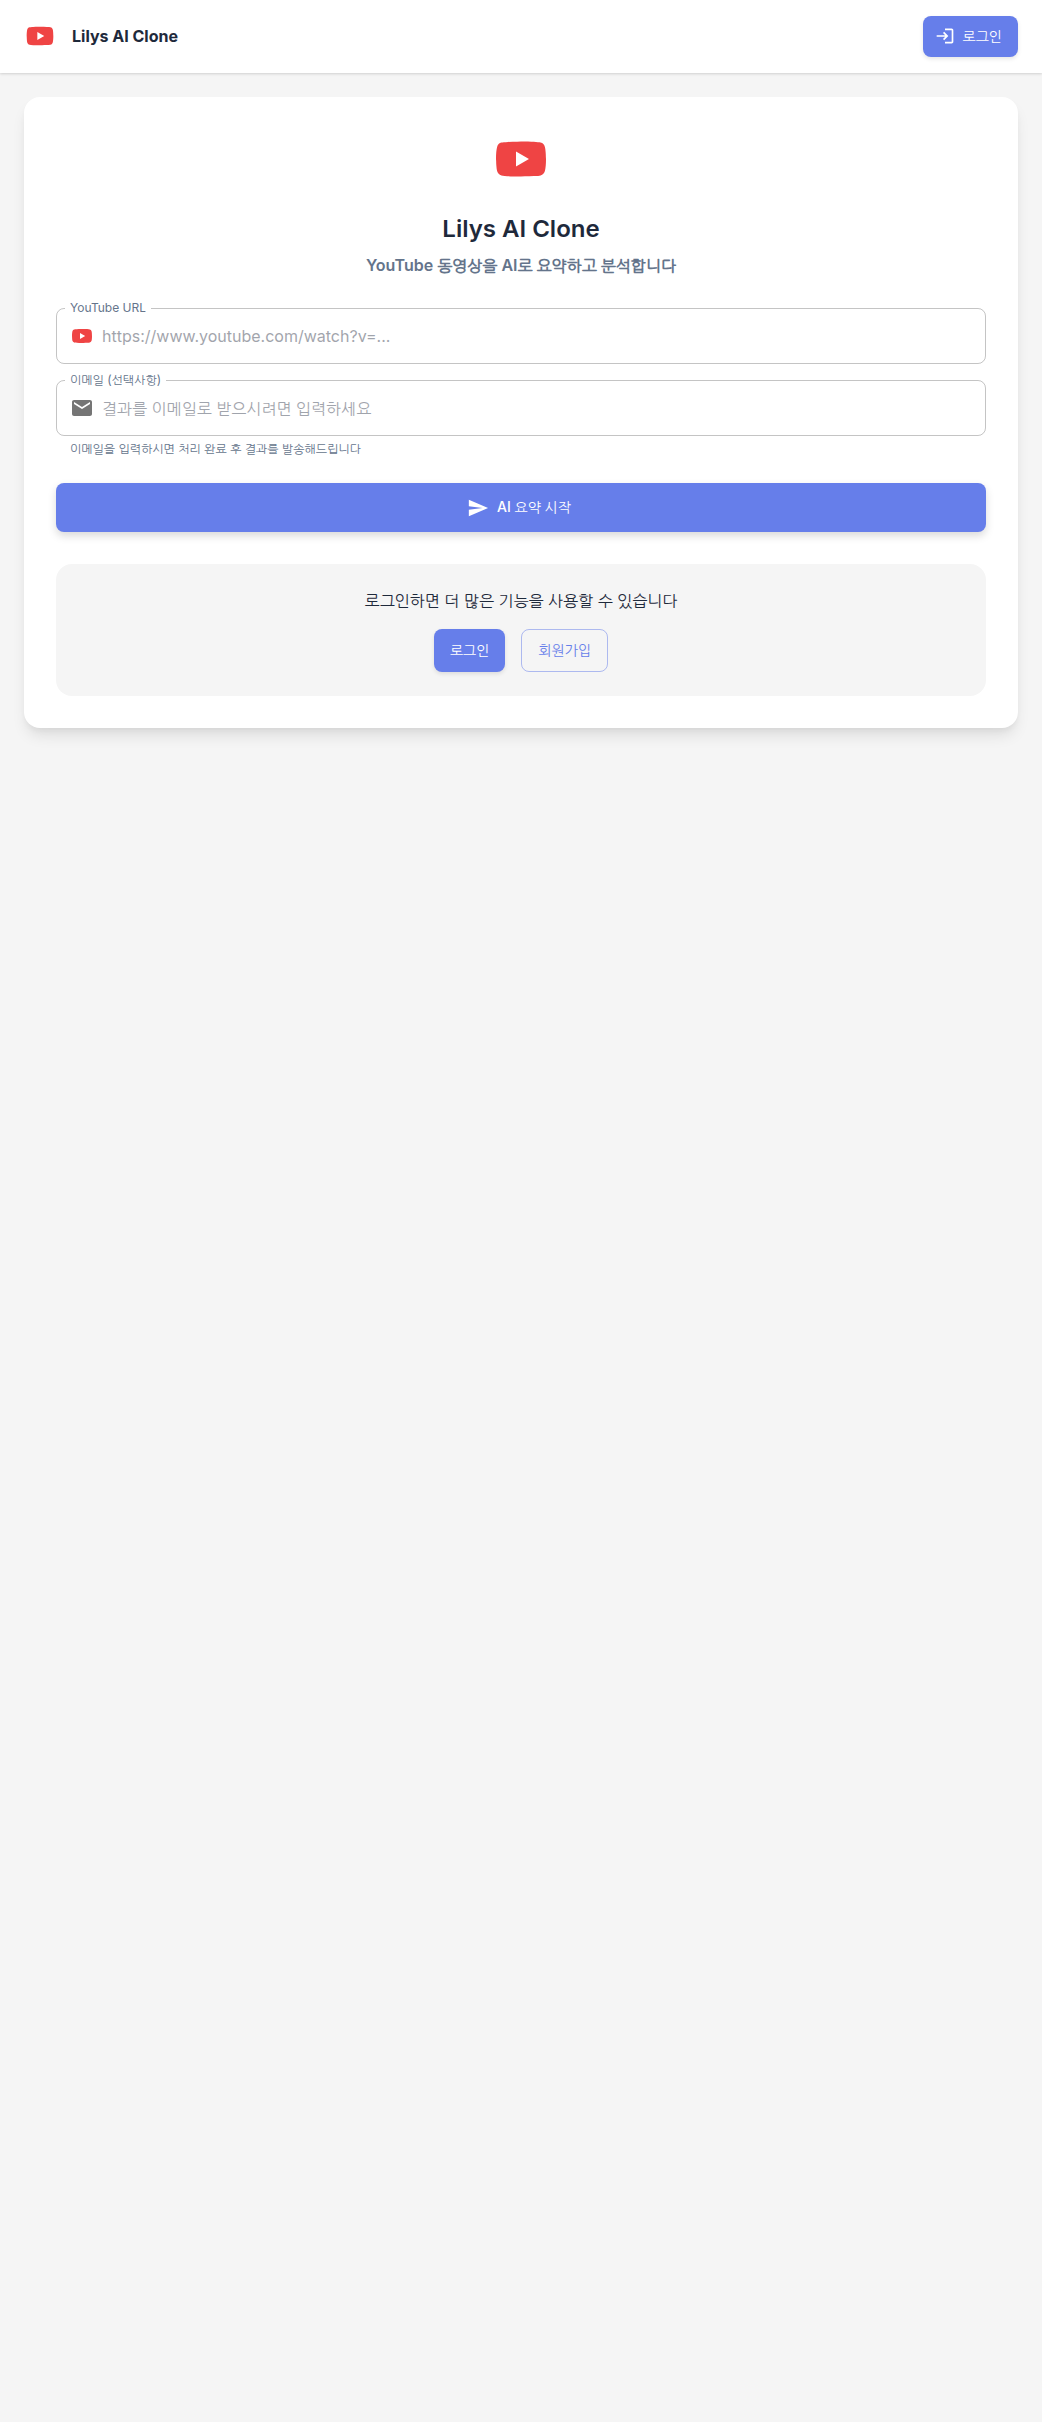 Lilys AI Clone
로그인
Lilys AI Clone
YouTube 동영상을 AI로 요약하고 분석합니다
YouTube URL
https://www.youtube.com/watch?v=...
이메일 (선택사항)
결과를 이메일로 받으시려면 입력하세요
이메일을 입력하시면 처리 완료 후 결과를 발송해드립니다
AI 요약 시작
로그인하면 더 많은 기능을 사용할 수 있습니다
로그인
회원가입